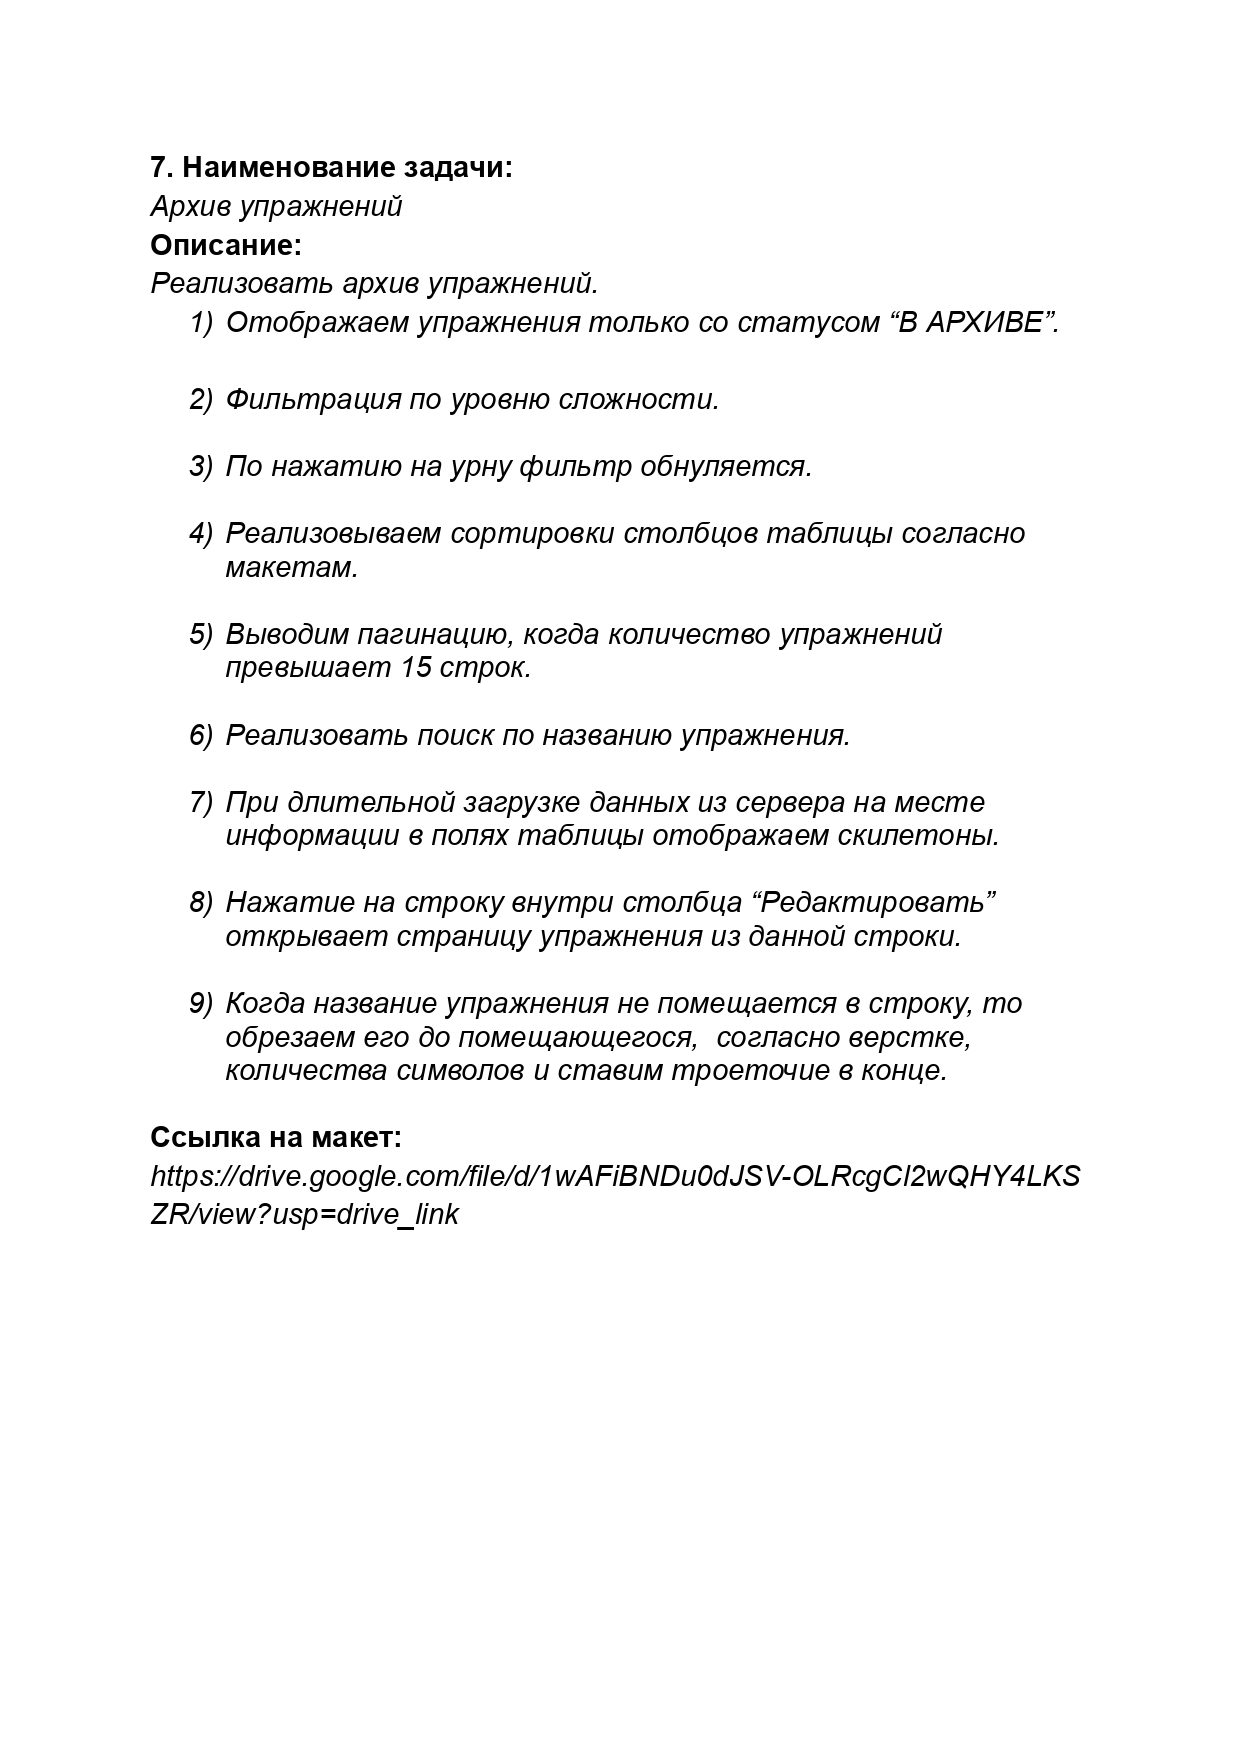 7. Наименование задачи:
Архив упражнений
Описание:
Реализовать архив упражнений.
1) Отображаем упражнения только со статусом “В АРХИВЕ”.
2) Фильтрация по уровню сложности.
3) По нажатию на урну фильтр обнуляется.
4) Реализовываем сортировки столбцов таблицы согласно
макетам.
5) Выводим пагинацию, когда количество упражнений
превышает 15 строк.
6) Реализовать поиск по названию упражнения.
7) При длительной загрузке данных из сервера на месте
информации в полях таблицы отображаем скилетоны.
8) Нажатие на строку внутри столбца “Редактировать”
открывает страницу упражнения из данной строки.
9) Когда название упражнения не помещается в строку, то
обрезаем его до помещающегося,  согласно верстке,
количества символов и ставим троеточие в конце.
Ссылка на макет:
https://drive.google.com/file/d/1wAFiBNDu0dJSV-OLRcgCl2wQHY4LKS
ZR/view?usp=drive_link